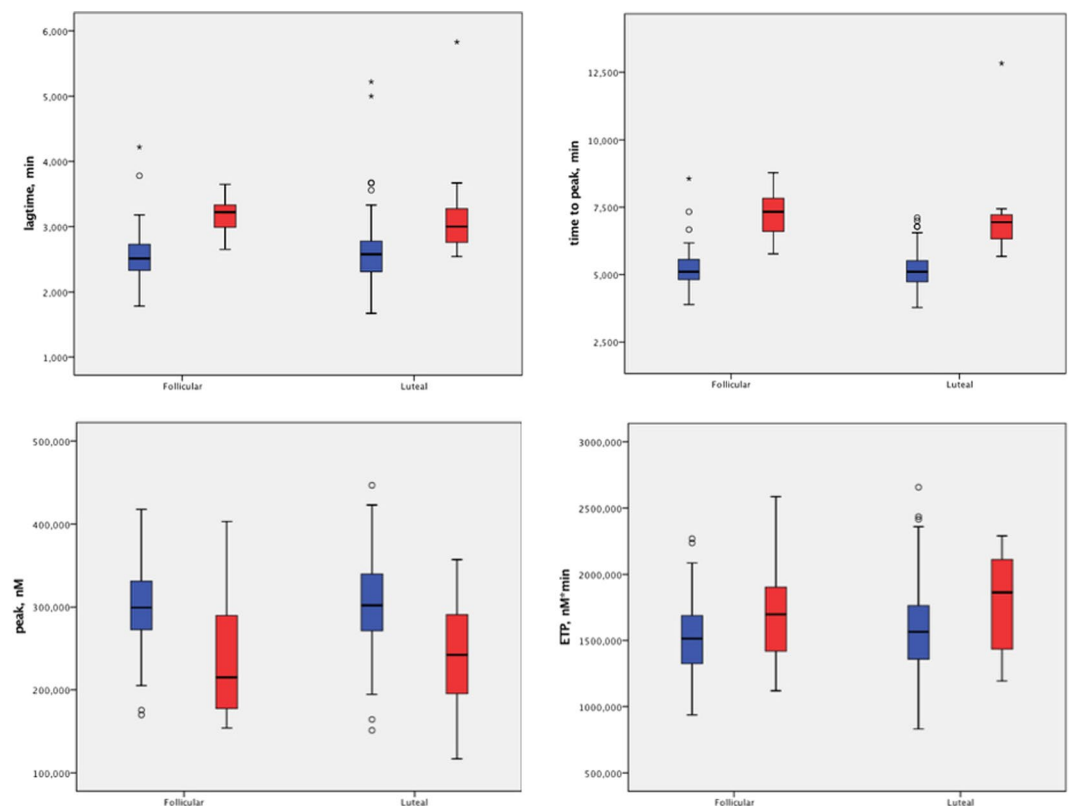 lagtime, min
6,000
5,000
4,000
3,000
2,000
1,000
Follicular
Luteal
time to peak, min
12,500
10,000
7,500
5,000
2,500
Follicular
Luteal
peak, nM
500,000
400,000
300,000
200,000
100,000
Follicular
Luteal
ETP, nM*min
3000,000
2500,000
2000,000
1500,000
1000,000
500,000
Follicular
Luteal